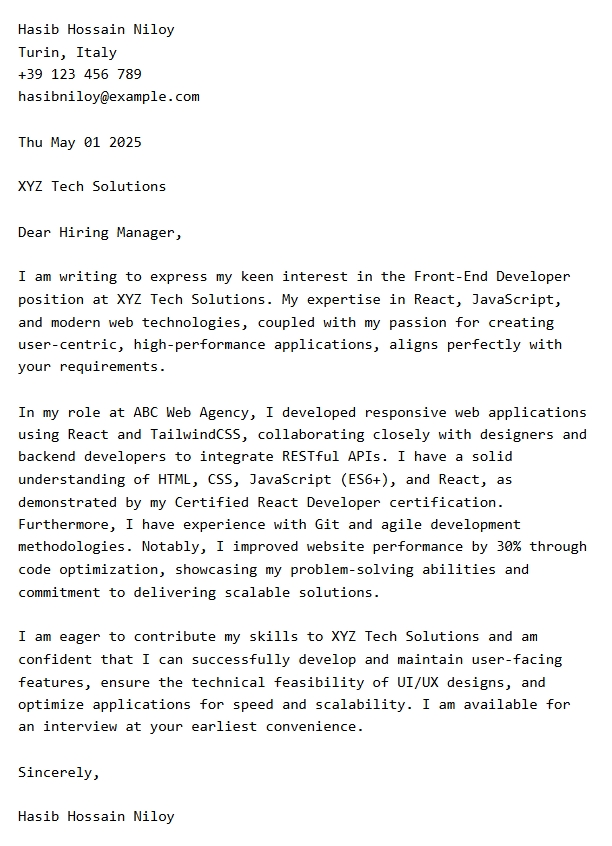 Hasib Hossain Niloy
Turin, Italy
+39 123 456 789
hasibniloy@example.com
Thu May 01 2025
XYZ Tech Solutions
Dear Hiring Manager,
I am writing to express my keen interest in the Front-End Developer
position at XYZ Tech Solutions. My expertise in React, JavaScript,
and modern web technologies, coupled with my passion for creating
user-centric, high-performance applications, aligns perfectly with
your requirements.
In my role at ABC Web Agency, I developed responsive web applications
using React and TailwindCSS, collaborating closely with designers and
backend developers to integrate RESTful APIs. I have a solid
understanding of HTML, CSS, JavaScript (ES6+), and React, as
demonstrated by my Certified React Developer certification.
Furthermore, I have experience with Git and agile development
methodologies. Notably, I improved website performance by 30% through
code optimization, showcasing my problem-solving abilities and
commitment to delivering scalable solutions.
I am eager to contribute my skills to XYZ Tech Solutions and am
confident that I can successfully develop and maintain user-facing
features, ensure the technical feasibility of UI/UX designs, and
optimize applications for speed and scalability. I am available for
an interview at your earliest convenience.
Sincerely,
Hasib Hossain Niloy